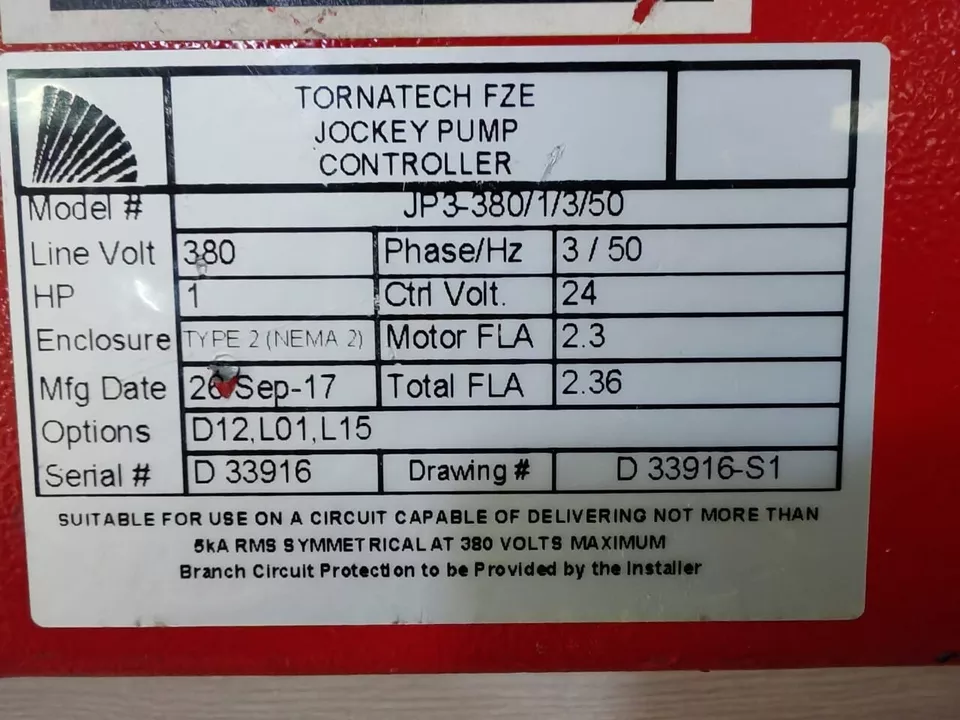 TORNATECH FZE
JOCKEY PUMP
CONTROLLER
Model # JP3-380/1/3/50
Line Volt 380 Phase/Hz 3 / 50
HP 1 Ctrl Volt. 24
Enclosure TYPE 2 (NEMA 2) Motor FLA 2.3
Mfg Date 26-Sep-17 Total FLA 2.36
Options D12,L01,L15
Serial # D 33916 Drawing # D 33916-S1
SUITABLE FOR USE ON A CIRCUIT CAPABLE OF DELIVERING NOT MORE THAN
5kA RMS SYMMETRICAL AT 380 VOLTS MAXIMUM
Branch Circuit Protection to be Provided by the Installer